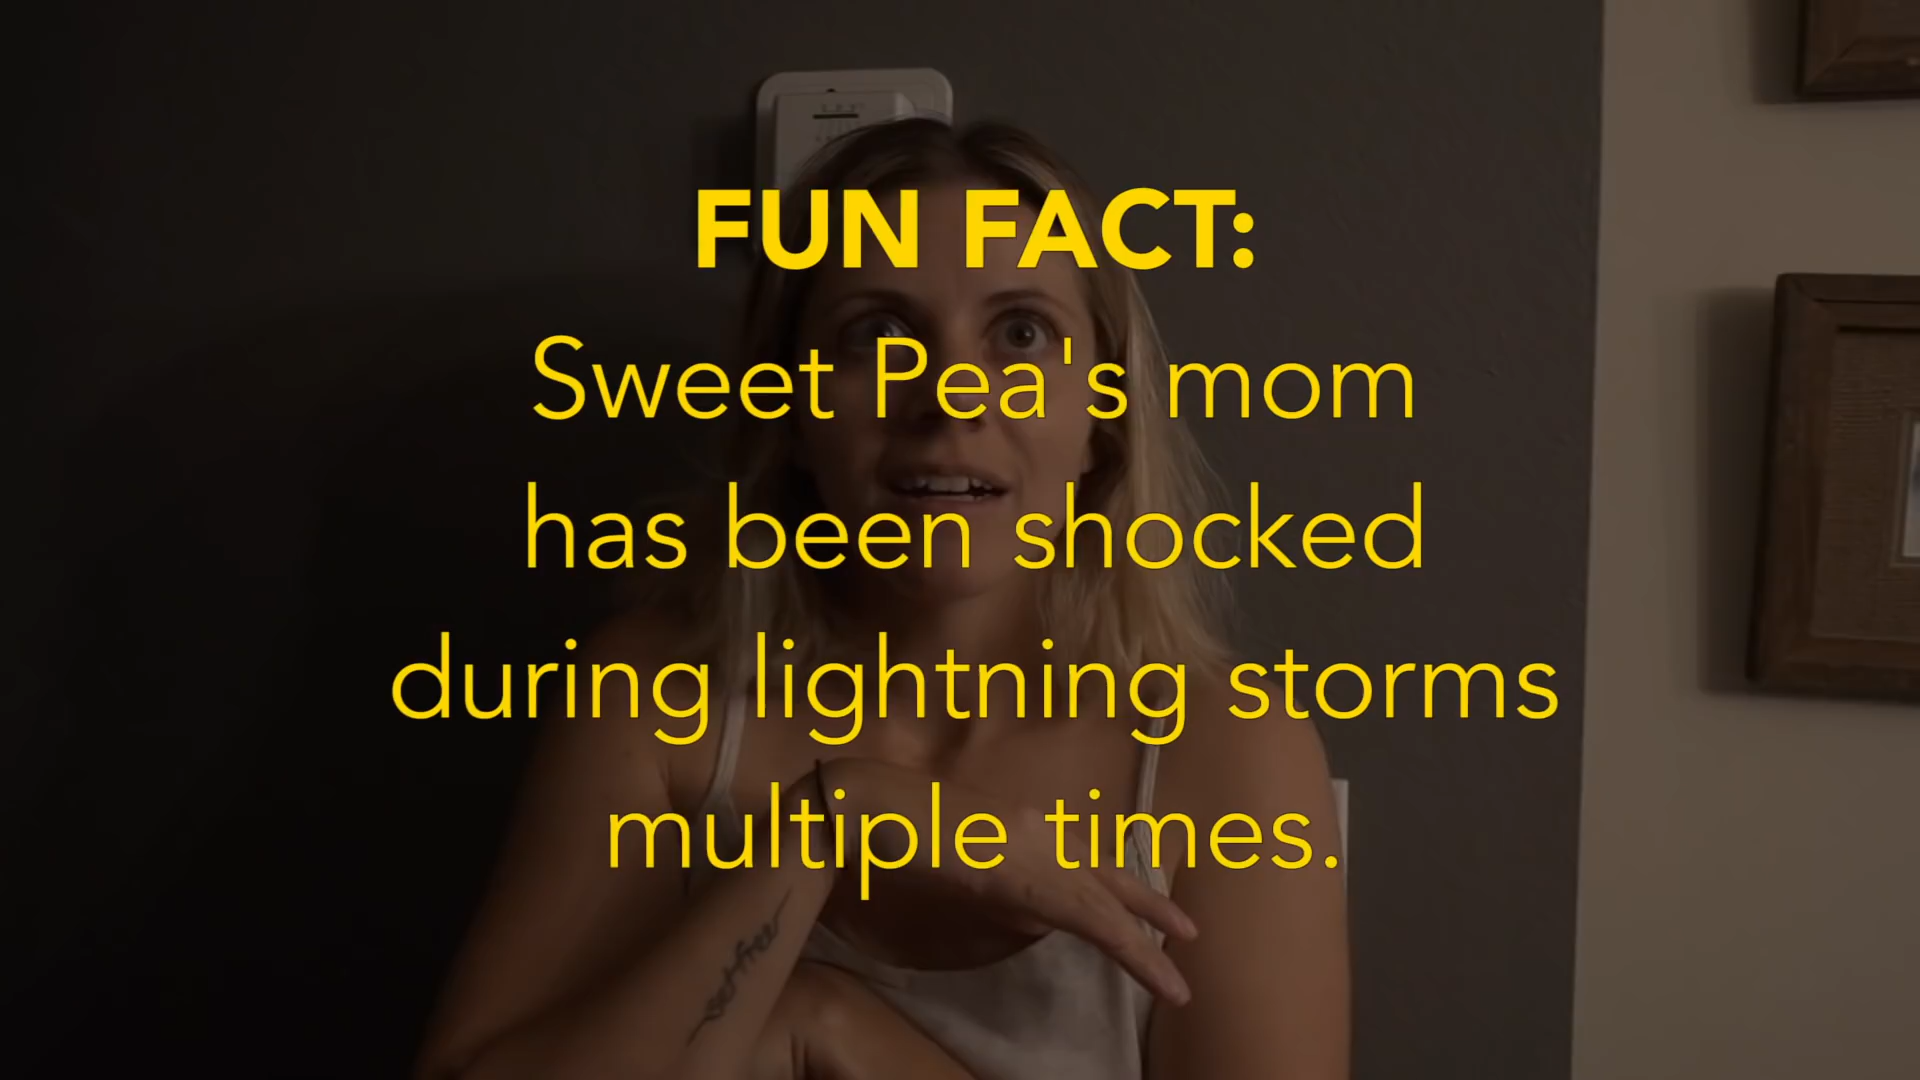 FUN FACT:
Sweet Pea's mom
has been shocked
during lightning storms
multiple times.